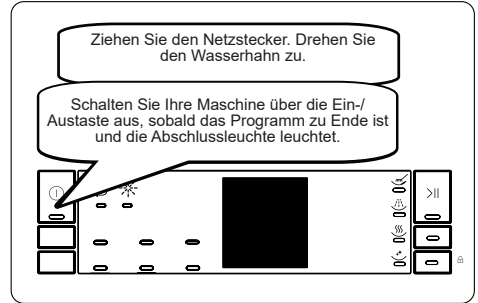 Ziehen Sie den Netzstecker. Drehen Sie
den Wasserhahn zu.
Schalten Sie Ihre Maschine über die Ein-/
Austaste aus, sobald das Programm zu Ende ist
und die Abschlussleuchte leuchtet.